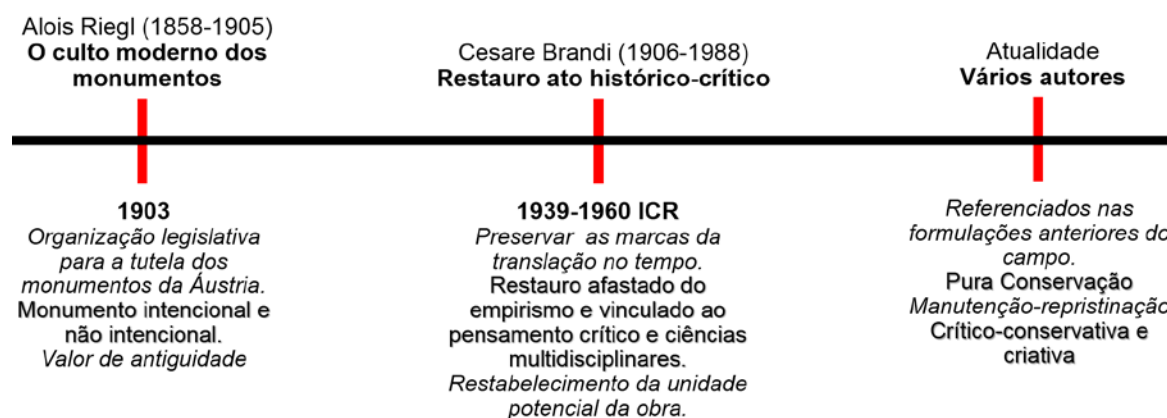 Alois Riegl (1858-1905)
O culto moderno dos
monumentos
1903
Organização legislativa
para a tutela dos
monumentos da Áustria.
Monumento intencional e
não intencional.
Valor de antiguidade
Cesare Brandi (1906-1988)
Restauro ato histórico-crítico
1939-1960 ICR
Preservar as marcas da
translação no tempo.
Restauro afastado do
empirismo e vinculado ao
pensamento crítico e ciências
multidisciplinares.
Restabelecimento da unidade
potencial da obra.
Atualidade
Vários autores
Referenciados nas
formulações anteriores do
campo.
Pura Conservação
Manutenção-repristinação
Crítico-conservativa e
criativa